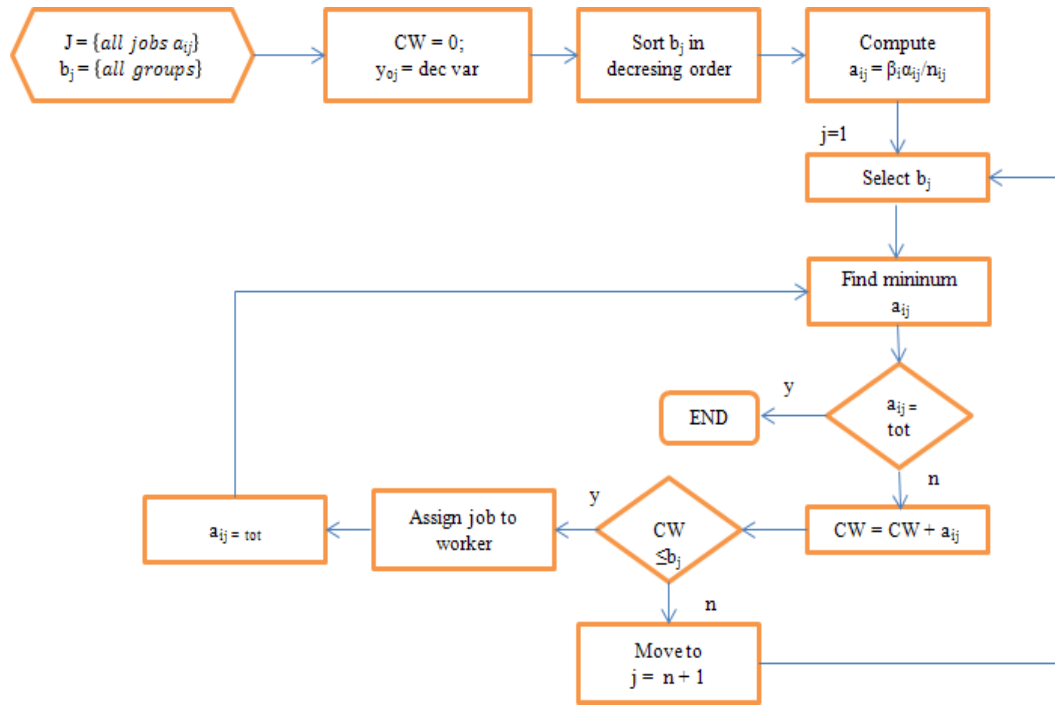 J = {all jobs aᵢⱼ}
bⱼ = {all groups}
CW = 0;
y₀ⱼ = dec var
Sort bⱼ in
decresing order
Compute
aᵢⱼ = βᵢαᵢⱼ/nᵢⱼ
j=1
Select bⱼ
Find mininum
aᵢⱼ
aᵢⱼ =
tot
y
END
n
CW = CW + aᵢⱼ
CW
≤bⱼ
y
Assign job to
worker
aᵢⱼ = tot
n
Move to
j = n + 1